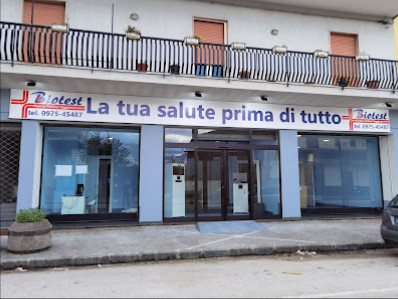 Biotest La tua salute prima di tutto Biotest
tel. 0975-45487 tel. 0975-45487